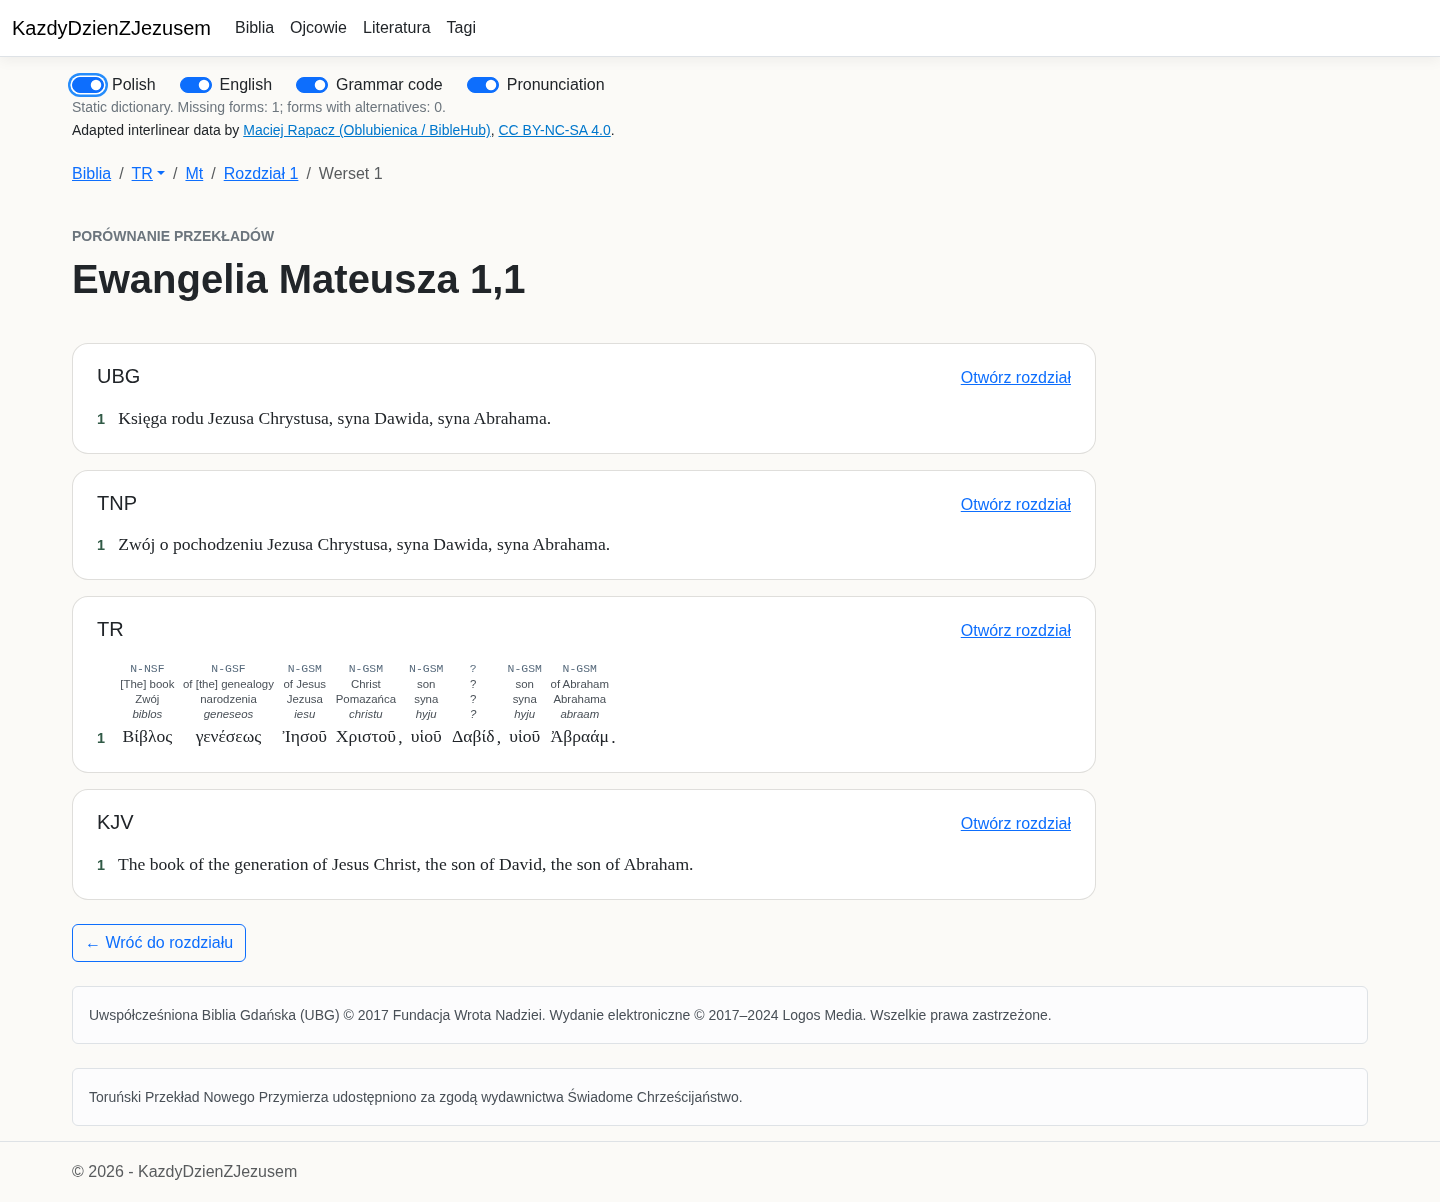 KazdyDzienZJezusem Biblia Ojcowie Literatura Tagi
Polish English Grammar code Pronunciation
Static dictionary. Missing forms: 1; forms with alternatives: 0.
Adapted interlinear data by Maciej Rapacz (Oblubienica / BibleHub), CC BY-NC-SA 4.0.
Biblia / TR / Mt / Rozdział 1 / Werset 1
PORÓWNANIE PRZEKŁADÓW
Ewangelia Mateusza 1,1
UBG Otwórz rozdział
1 Księga rodu Jezusa Chrystusa, syna Dawida, syna Abrahama.
TNP Otwórz rozdział
1 Zwój o pochodzeniu Jezusa Chrystusa, syna Dawida, syna Abrahama.
TR Otwórz rozdział
N-NSF N-GSF N-GSM N-GSM N-GSM ? N-GSM N-GSM
[The] book of [the] genealogy of Jesus Christ son ? son of Abraham
Zwój narodzenia Jezusa Pomazańca syna ? syna Abrahama
biblos geneseos iesu christu hyju ? hyju abraam
1 Βίβλος γενέσεως Ἰησοῦ Χριστοῦ, υἱοῦ Δαβίδ, υἱοῦ Ἀβραάμ.
KJV Otwórz rozdział
1 The book of the generation of Jesus Christ, the son of David, the son of Abraham.
← Wróć do rozdziału
Uwspółcześniona Biblia Gdańska (UBG) © 2017 Fundacja Wrota Nadziei. Wydanie elektroniczne © 2017–2024 Logos Media. Wszelkie prawa zastrzeżone.
Toruński Przekład Nowego Przymierza udostępniono za zgodą wydawnictwa Świadome Chrześcijaństwo.
© 2026 - KazdyDzienZJezusem